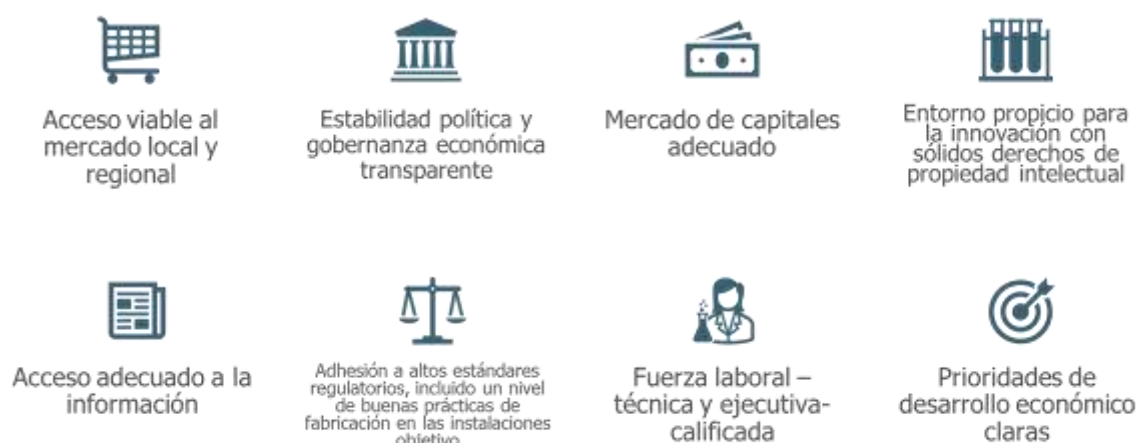 Acceso viable al
mercado local y
regional
Estabilidad política y
gobernanza económica
transparente
Mercado de capitales
adecuado
Entorno propicio para
la innovación con
sólidos derechos de
propiedad intelectual
Acceso adecuado a la
información
Adhesión a altos estándares
regulatorios, incluido un nivel
de buenas prácticas de
fabricación en las instalaciones
objetivo
Fuerza laboral –
técnica y ejecutiva-
calificada
Prioridades de
desarrollo económico
claras